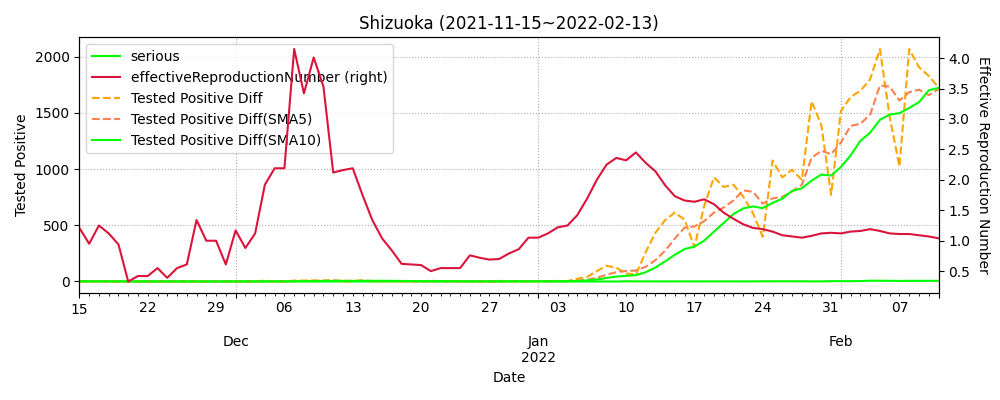 Shizuoka (2021-11-15~2022-02-13)
serious
effectiveReproductionNumber (right)
Tested Positive Diff
Tested Positive Diff(SMA5)
Tested Positive Diff(SMA10)
Tested Positive
2000
1500
1000
500
0
Effective Reproduction Number
4.0
3.5
3.0
2.5
2.0
1.5
1.0
0.5
15 22 29 06 13 20 27 03 10 17 24 31 07
Dec Jan Feb
2022
Date